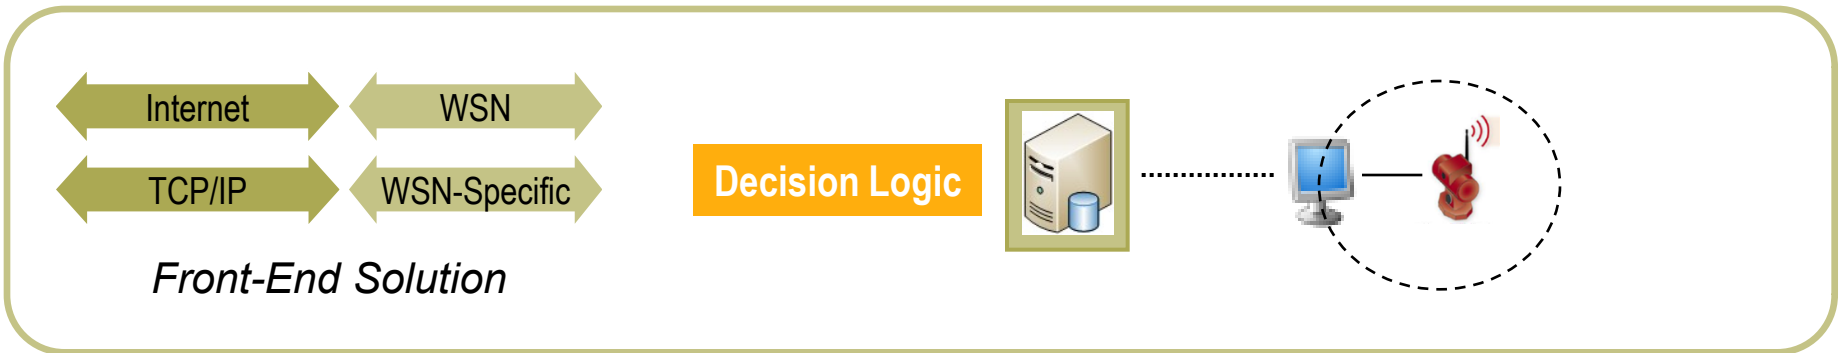 Internet
WSN
TCP/IP
WSN-Specific
Front-End Solution
Decision Logic